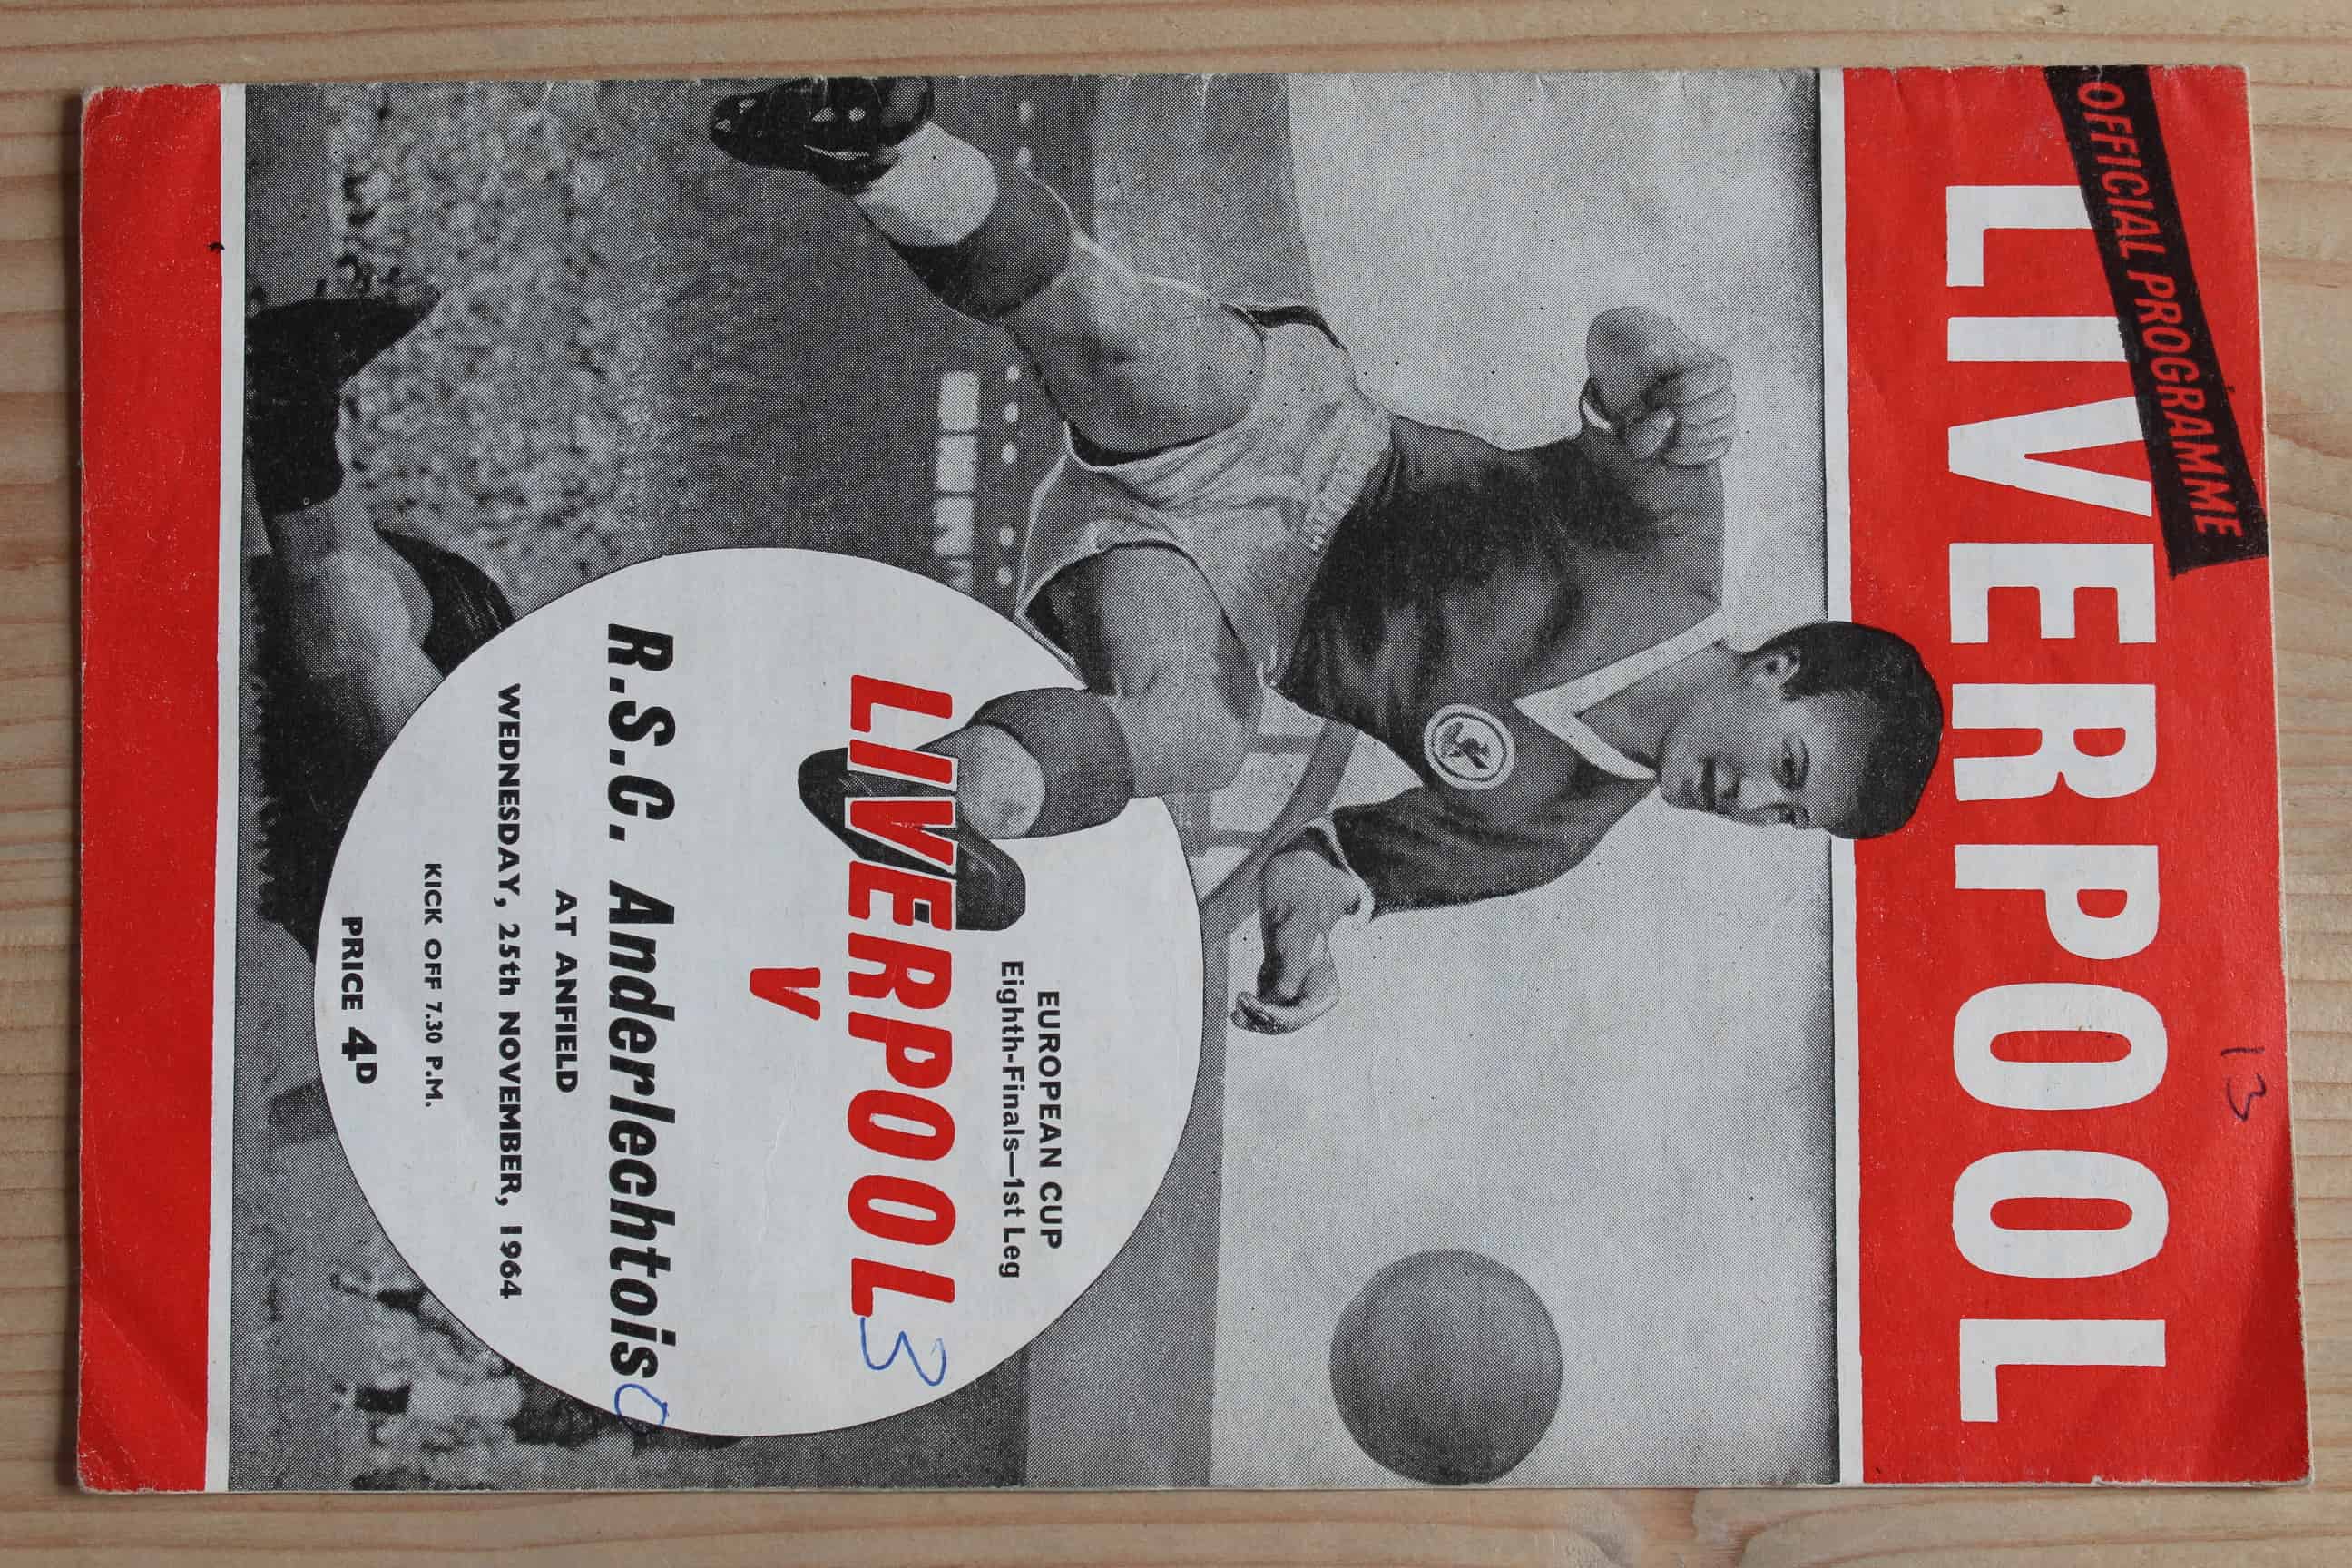 OFFICIAL PROGRAMME
LIVERPOOL
13
EUROPEAN CUP
Eighth-Finals—1st Leg
LIVERPOOL 3
v
R.S.C. Anderlechtois 0
AT ANFIELD
WEDNESDAY, 25th NOVEMBER, 1964
KICK OFF 7.30 P.M.
PRICE 4D